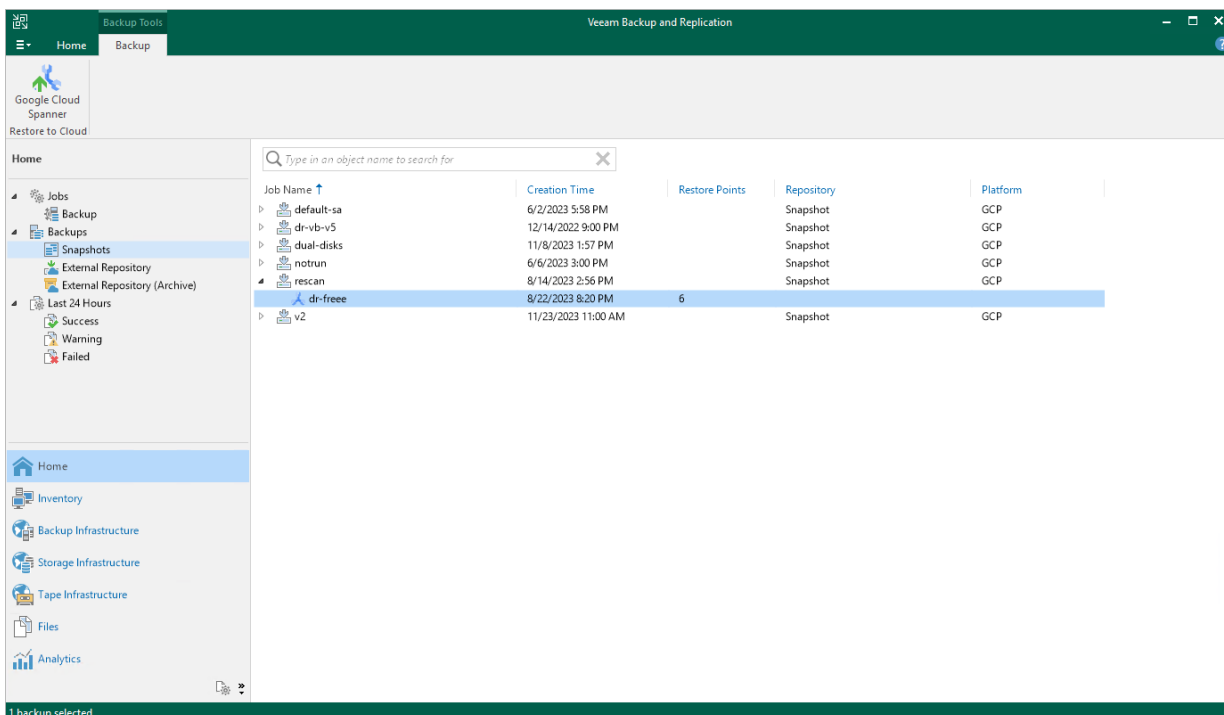 Backup Tools
Veeam Backup and Replication
Home Backup
Google Cloud
Spanner
Restore to Cloud
Home
Jobs
Backup
Backups
Snapshots
External Repository
External Repository (Archive)
Last 24 Hours
Success
Warning
Failed
Home
Inventory
Backup Infrastructure
Storage Infrastructure
Tape Infrastructure
Files
Analytics
Type in an object name to search for
Job Name Creation Time Restore Points Repository Platform
default-sa 6/2/2023 5:58 PM Snapshot GCP
dr-vb-v5 12/14/2022 9:00 PM Snapshot GCP
dual-disks 11/8/2023 1:57 PM Snapshot GCP
notrun 6/6/2023 3:00 PM Snapshot GCP
rescan 8/14/2023 2:56 PM Snapshot GCP
dr-freee 8/22/2023 8:20 PM 6
v2 11/23/2023 11:00 AM Snapshot GCP
1 backup selected